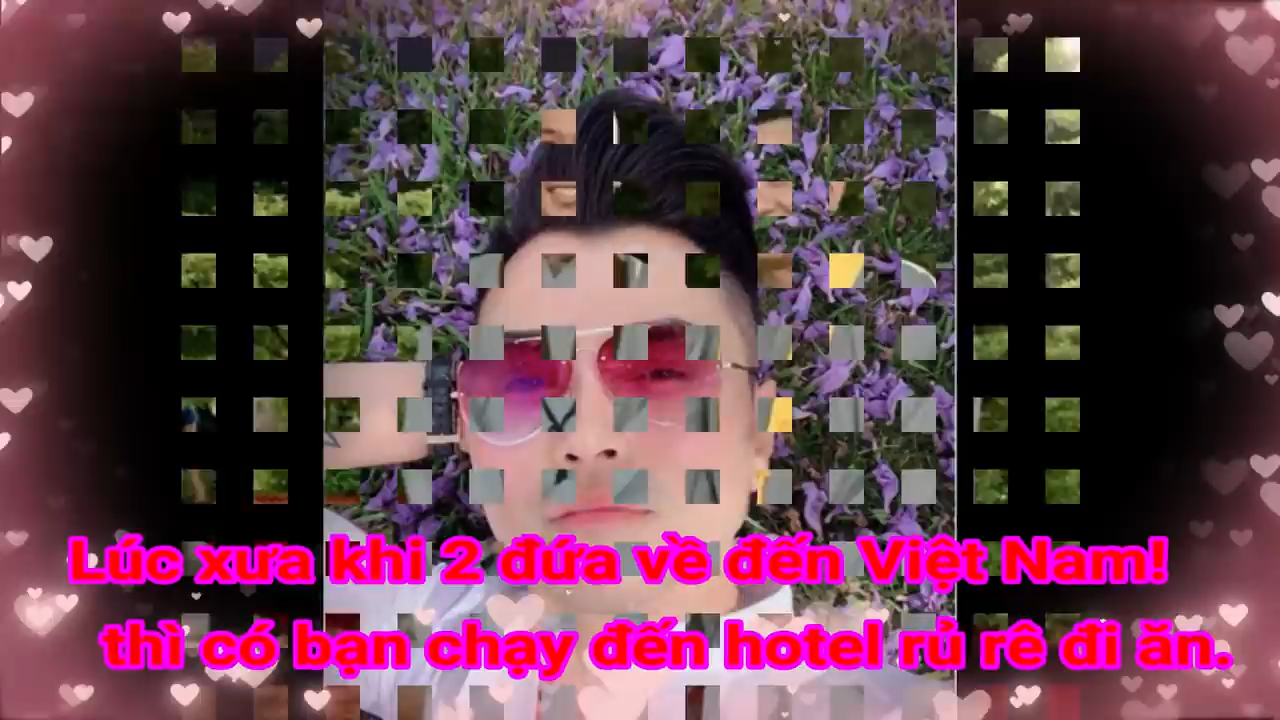 Lúc xưa khi 2 đứa về đến Việt Nam!
thì có bạn chạy đến hotel rủ rê đi ăn.